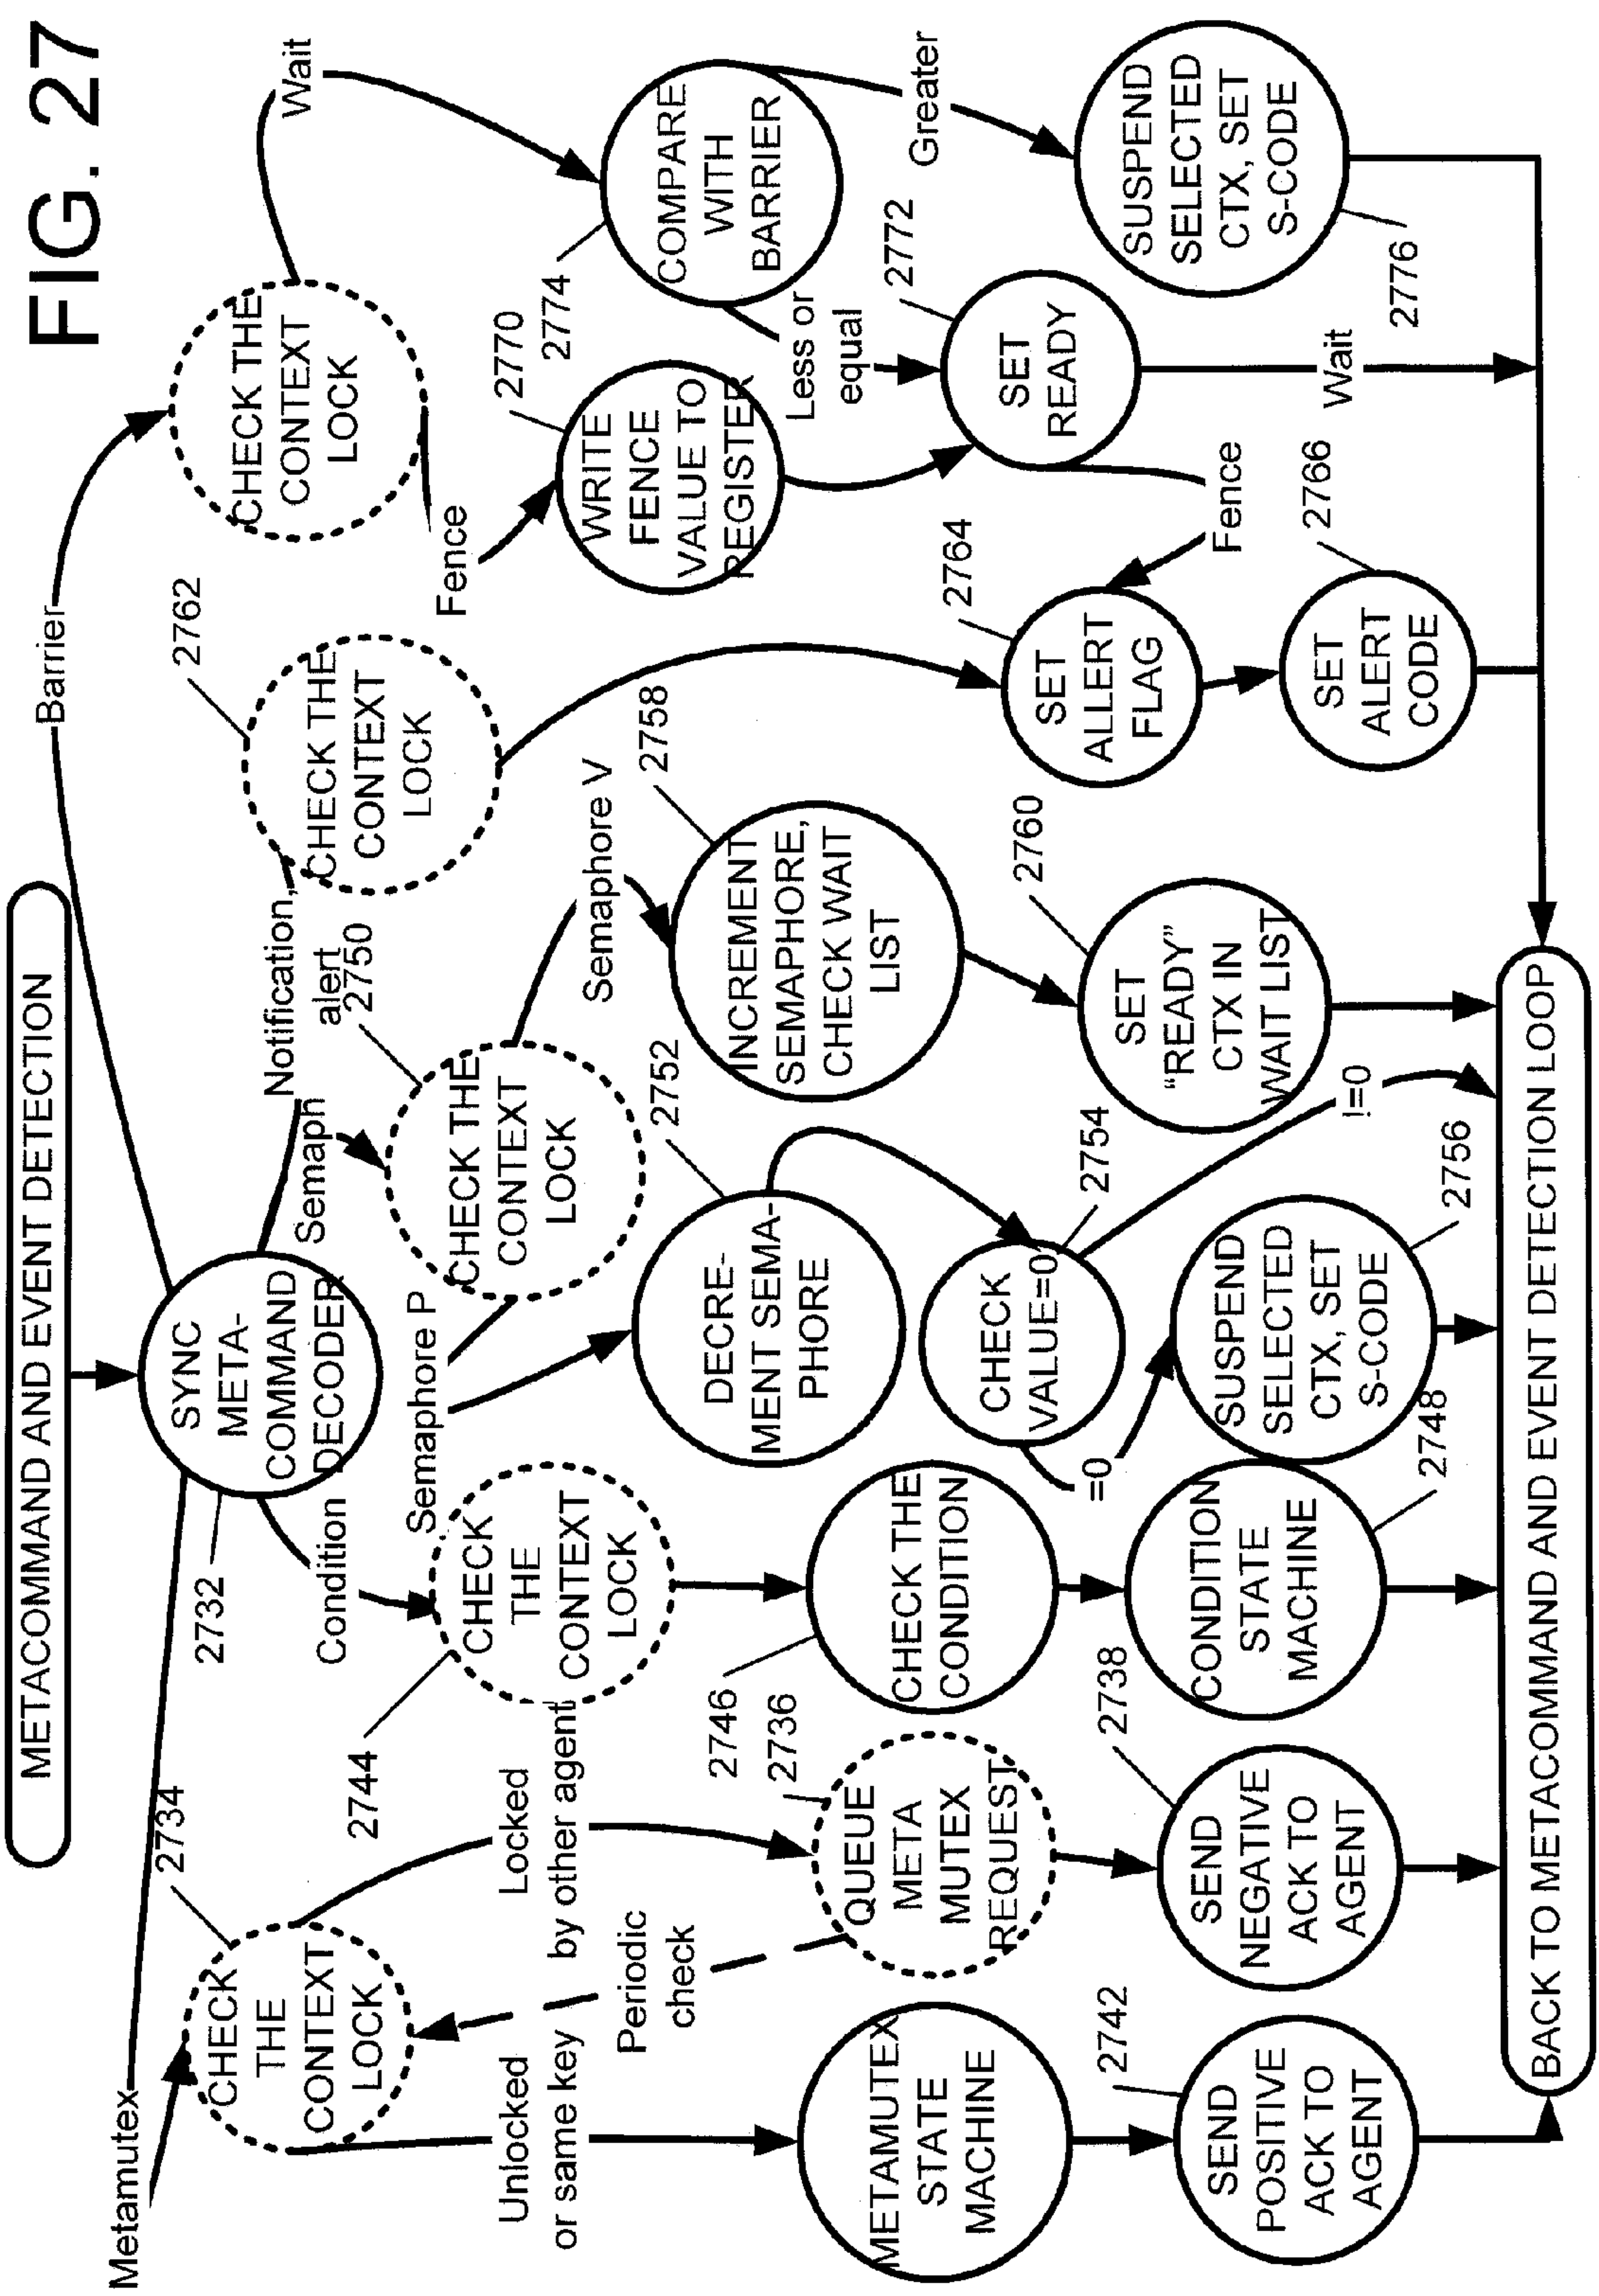 FIG. 27
METACOMMAND AND EVENT DETECTION
SYNC
META-
COMMAND
DECODER
2732
Metamutex
2734
CHECK
THE
CONTEXT
LOCK
Unlocked
or same key
Locked
by other agent
Periodic
check
METAMUTEX
STATE
MACHINE
2742
SEND
POSITIVE
ACK TO
AGENT
2736
QUEUE
META
MUTEX
REQUEST
2738
SEND
NEGATIVE
ACK TO
AGENT
Condition
2744
CHECK
THE
CONTEXT
LOCK
2746
CHECK THE
CONDITION
2748
CONDITION
STATE
MACHINE
Semaph
2750
CHECK THE
CONTEXT
LOCK
Semaphore P
2752
DECRE-
MENT SEMA-
PHORE
2754
CHECK
VALUE=0
=0
!=0
2756
SUSPEND
SELECTED
CTX, SET
S-CODE
Semaphore V
2758
INCREMENT
SEMAPHORE,
CHECK WAIT
LIST
2760
SET
“READY”
CTX IN
WAIT LIST
Notification,
alert
2762
CHECK THE
CONTEXT
LOCK
2764
SET
ALLERT
FLAG
2766
SET
ALERT
CODE
Barrier
CHECK THE
CONTEXT
LOCK
Fence
2770
WRITE
FENCE
VALUE TO
REGISTER
Wait
2774
COMPARE
WITH
BARRIER
Less or
equal
2772
SET
READY
Fence
Wait
Greater
2776
SUSPEND
SELECTED
CTX, SET
S-CODE
BACK TO METACOMMAND AND EVENT DETECTION LOOP